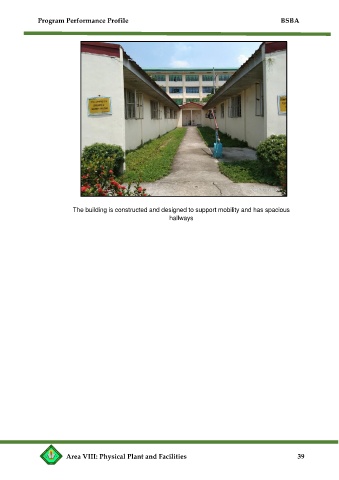 Program Performance Profile BSBA
The building is constructed and designed to support mobility and has spacious
hallways
Area VIII: Physical Plant and Facilities 39